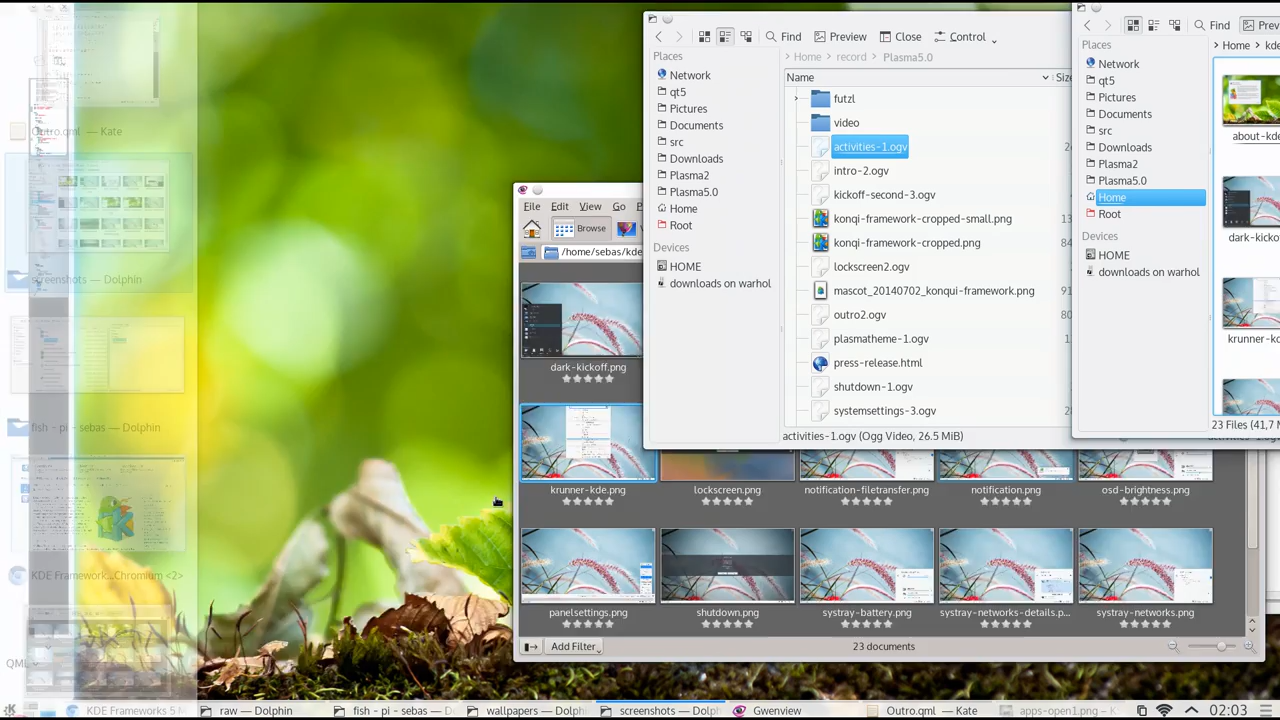 Outro.qml — Kate
screenshots — Dolphin
fish - pi - sebas — Dolphin
KDE Framework...Chromium <2>
QML
File Edit View Go
Browse
/home/sebas/kde
dark-kickoff.png
krunner-kde.png
lockscreen.png
notification-filetransfer.png
notification.png
osd-brightness.png
panelsettings.png
systray-battery.png
systray-networks-details.p...
systray-networks.png
Add Filter
23 documents
Find Preview Close Control
Places
Network
qt5
Pictures
Documents
src
Downloads
Plasma2
Plasma5.0
Home
Root
Devices
HOME
downloads on warhol
Home record Plasma5.0
Name
futzl
video
activities-1.ogv
intro-2.ogv
kickoff-second-3.ogv
konqi-framework-cropped-small.png
konqi-framework-cropped.png
lockscreen2.ogv
mascot_20140702_konqui-framework.png
outro2.ogv
plasmatheme-1.ogv
press-release.html
shutdown-1.ogv
systemsettings-3.ogv
activities-1.ogv (Ogg Video, 26.5 MiB)
Find
Places
Network
qt5
Pictures
Documents
src
Downloads
Plasma2
Plasma5.0
Home
Root
Devices
HOME
downloads on warhol
Home
about-kde
23 Files (41,7
KDE Frameworks 5
raw — Dolphin
fish - pi - sebas — D
wallpapers — Dolph
screenshots — Dolph
Gwenview
Outro.qml — Kate
apps-open1.png —
02:03